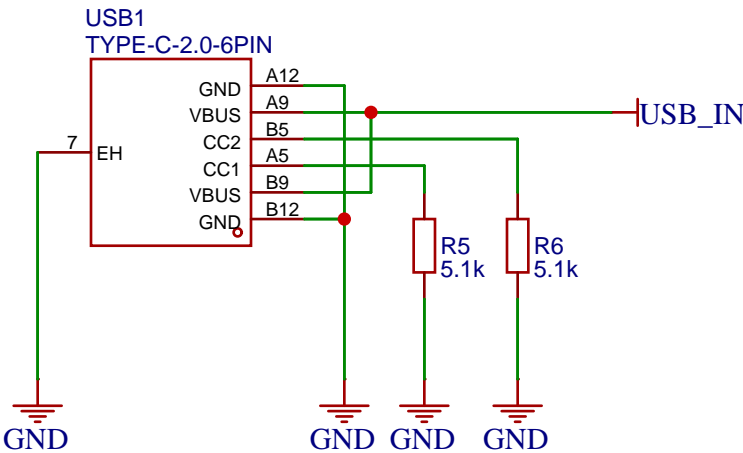 USB1
TYPE-C-2.0-6PIN
GND A12
VBUS A9
USB_IN
CC2 B5
7 EH
CC1 A5
VBUS B9
GND B12
R5
5.1k
R6
5.1k
GND
GND
GND
GND